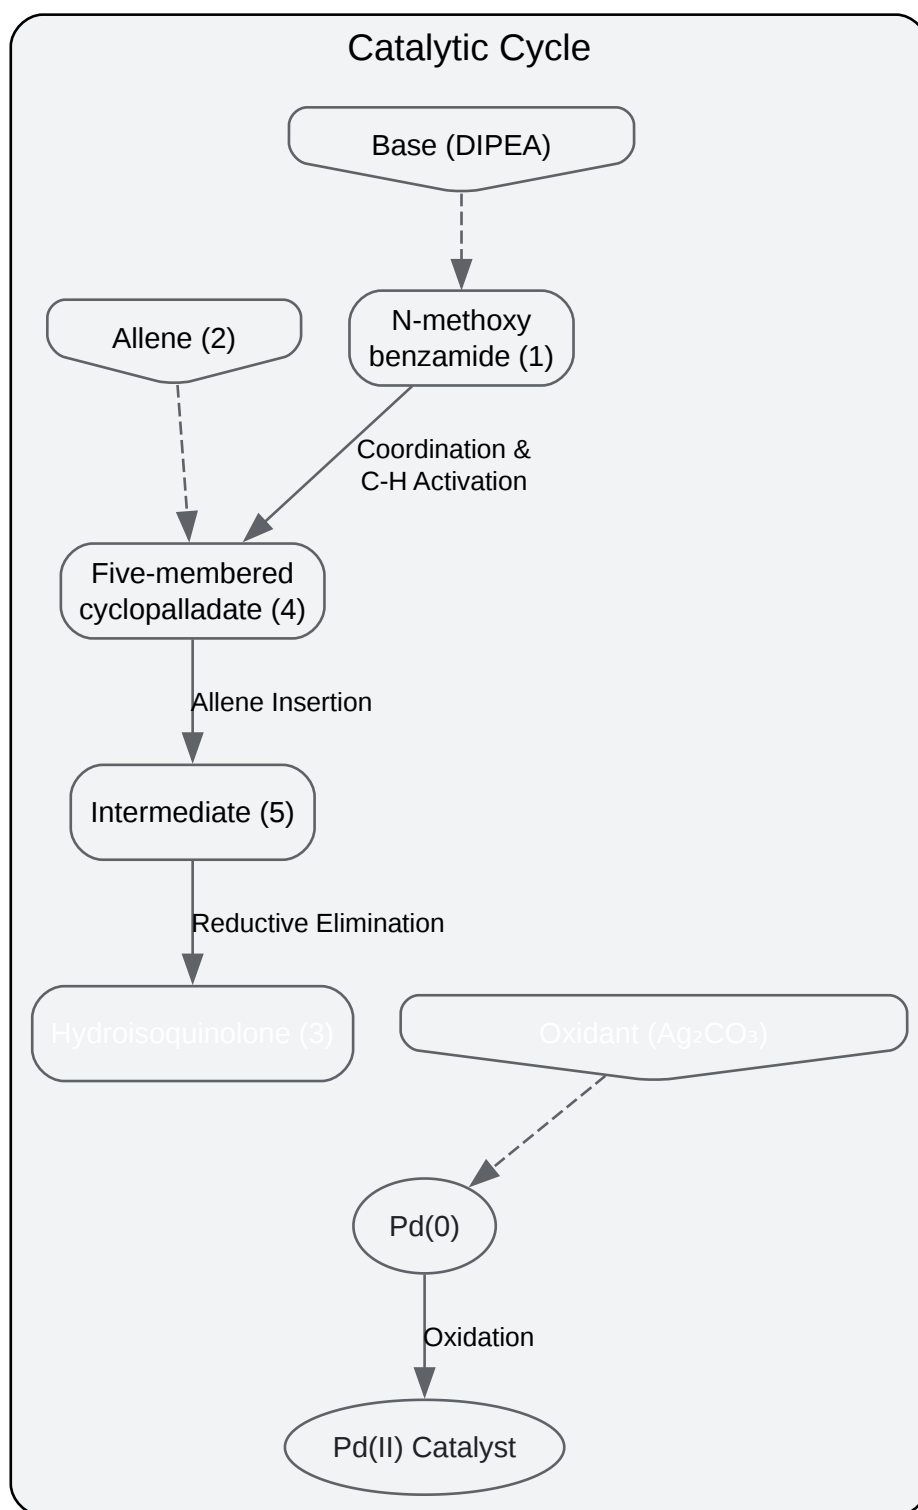 Catalytic Cycle
Base (DIPEA)
Allene (2)
N-methoxy
benzamide (1)
Coordination &
C-H Activation
Five-membered
cyclopalladate (4)
Allene Insertion
Intermediate (5)
Reductive Elimination
Hydroisoquinolone (3)
Oxidant (Ag₂CO₃)
Pd(0)
Oxidation
Pd(II) Catalyst